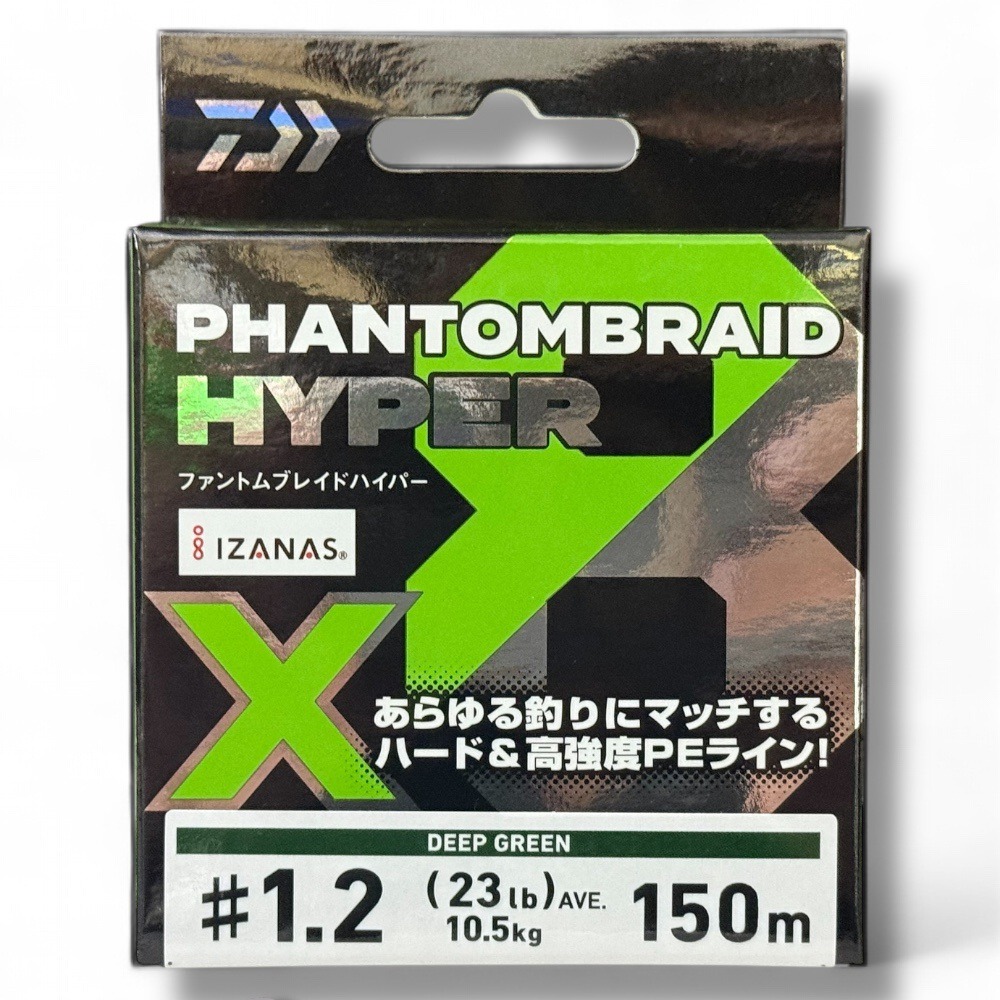 PHANTOMBRAID
HYPER
ファントムブレイドハイパー
IZANAS®
X8
あらゆる釣りにマッチする
ハード&高強度PEライン!
DEEP GREEN
#1.2 (23lb)AVE. 150m
10.5kg